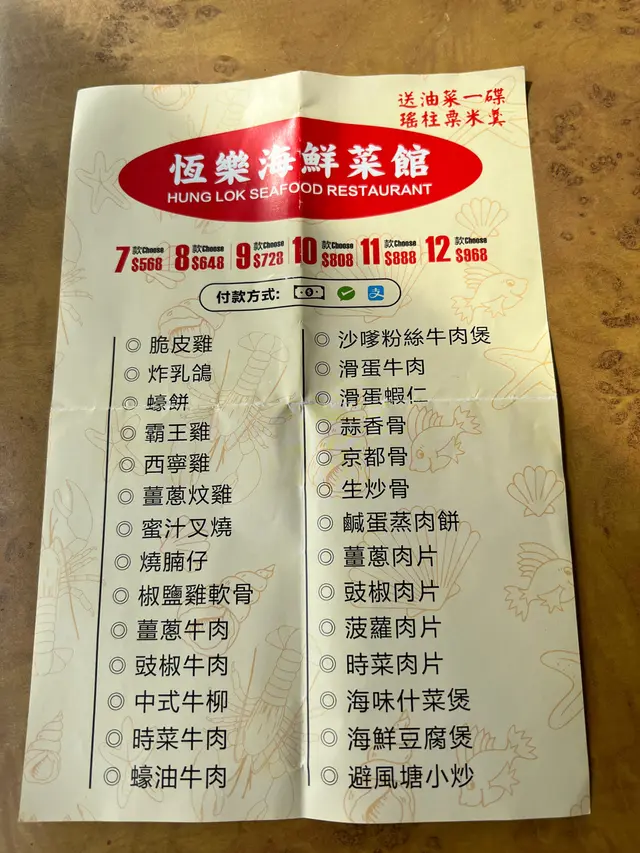 送油菜一碟
瑤柱粟米羹
恆樂海鮮菜館
HUNG LOK SEAFOOD RESTAURANT
7款Choose $568 8款Choose $648 9款Choose $728 10款Choose $808 11款Choose $888 12款Choose $968
付款方式:
◎ 脆皮雞
◎ 炸乳鴿
◎ 蠔餅
◎ 霸王雞
◎ 西寧雞
◎ 薑蔥炆雞
◎ 蜜汁叉燒
◎ 燒腩仔
◎ 椒鹽雞軟骨
◎ 薑蔥牛肉
◎ 豉椒牛肉
◎ 中式牛柳
◎ 時菜牛肉
◎ 蠔油牛肉
◎ 沙嗲粉絲牛肉煲
◎ 滑蛋牛肉
◎ 滑蛋蝦仁
◎ 蒜香骨
◎ 京都骨
◎ 生炒骨
◎ 鹹蛋蒸肉餅
◎ 薑蔥肉片
◎ 豉椒肉片
◎ 菠蘿肉片
◎ 時菜肉片
◎ 海味什菜煲
◎ 海鮮豆腐煲
◎ 避風塘小炒